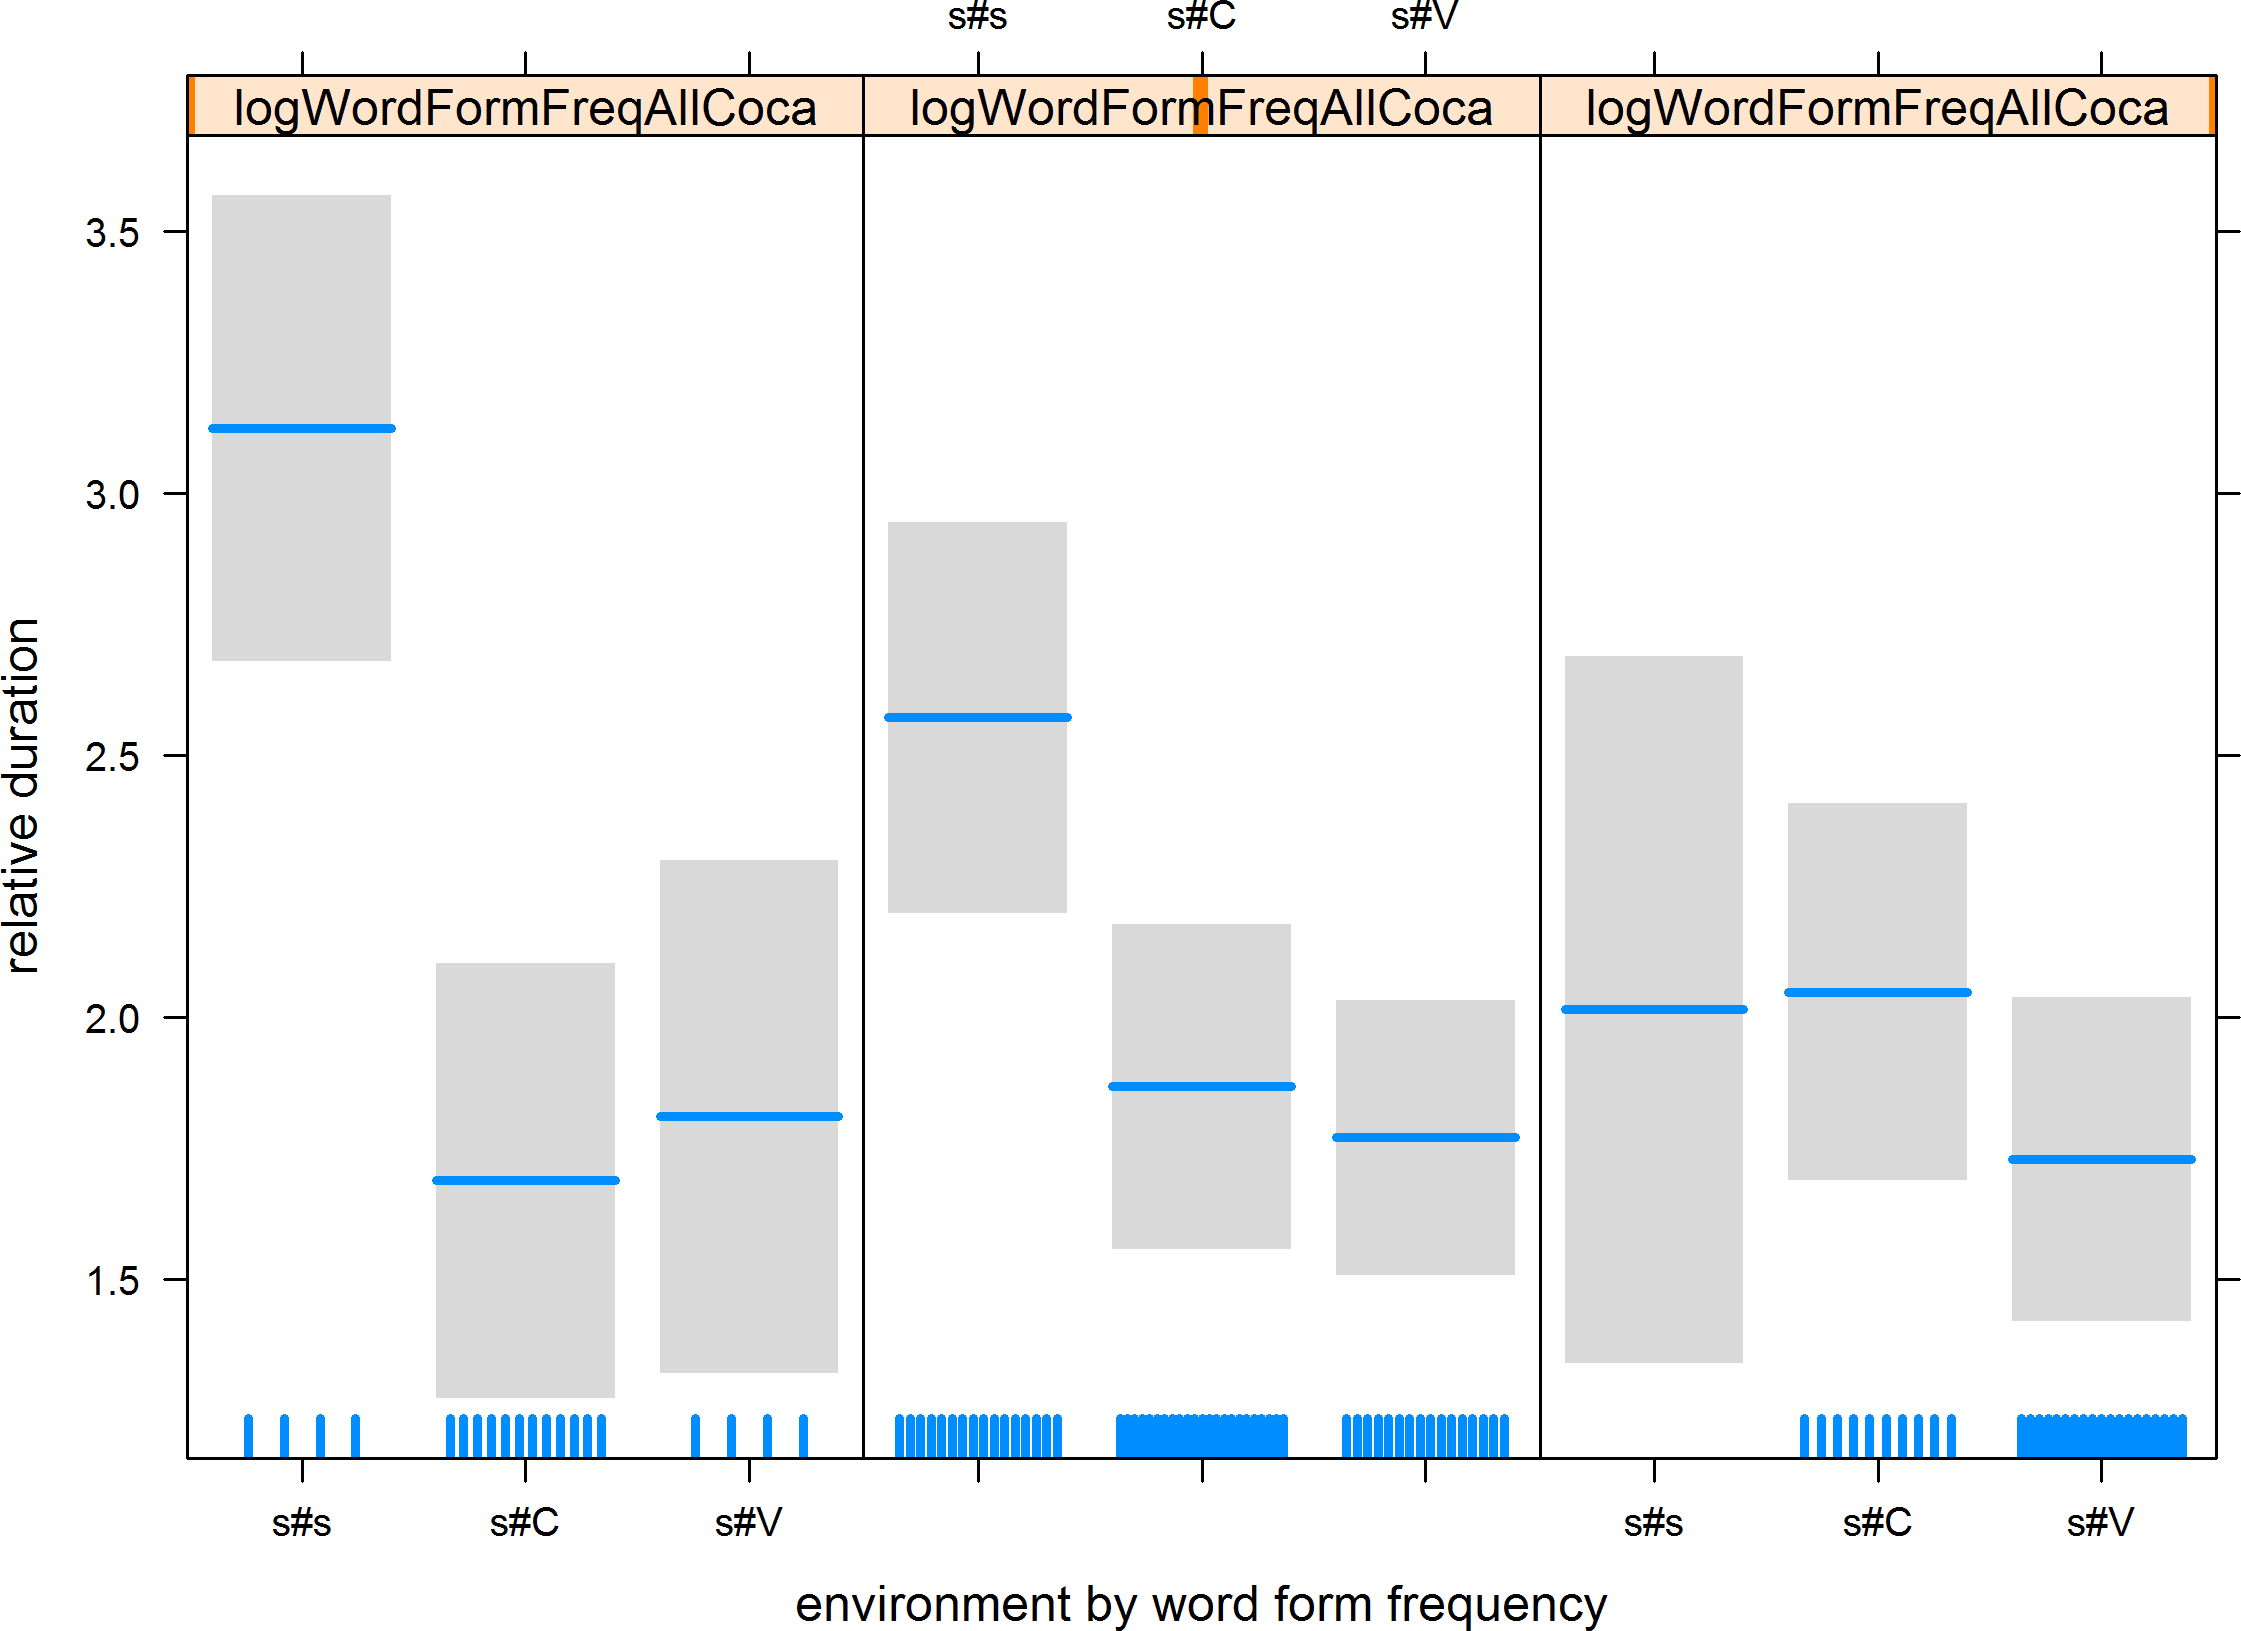 s#s s#C s#V
logWordFormFreqAllCoca logWordFormFreqAllCoca logWordFormFreqAllCoca
3.5
3.0
2.5
2.0
1.5
relative duration
s#s s#C s#V s#s s#C s#V
environment by word form frequency